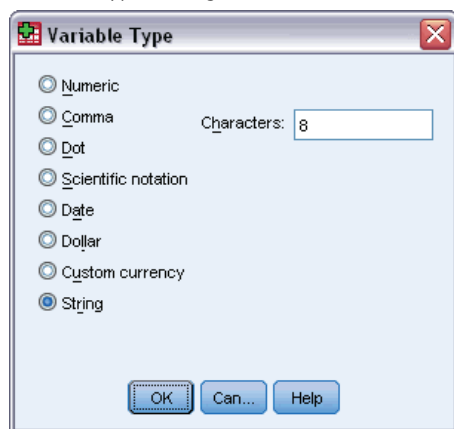 Variable Type
Numeric
Comma
Characters: 8
Dot
Scientific notation
Date
Dollar
Custom currency
String
OK Can... Help